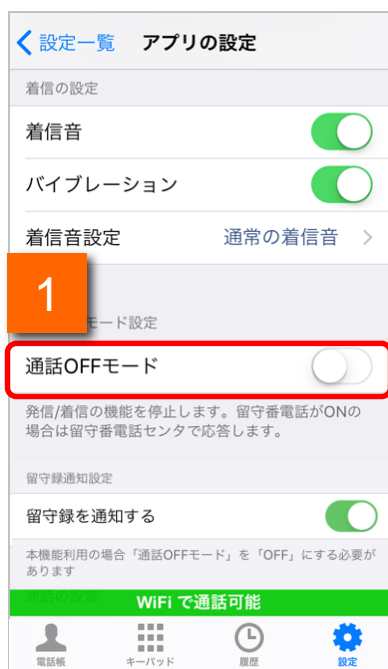 設定一覧 アプリの設定
着信の設定
着信音
バイブレーション
着信音設定 通常の着信音
1
モード設定
通話OFFモード
発信/着信の機能を停止します。留守番電話がONの
場合は留守番電話センタで応答します。
留守録通知設定
留守録を通知する
本機能利用の場合「通話OFFモード」を「OFF」にする必要が
あります
WiFi で通話可能
電話帳 キーパッド 履歴 設定